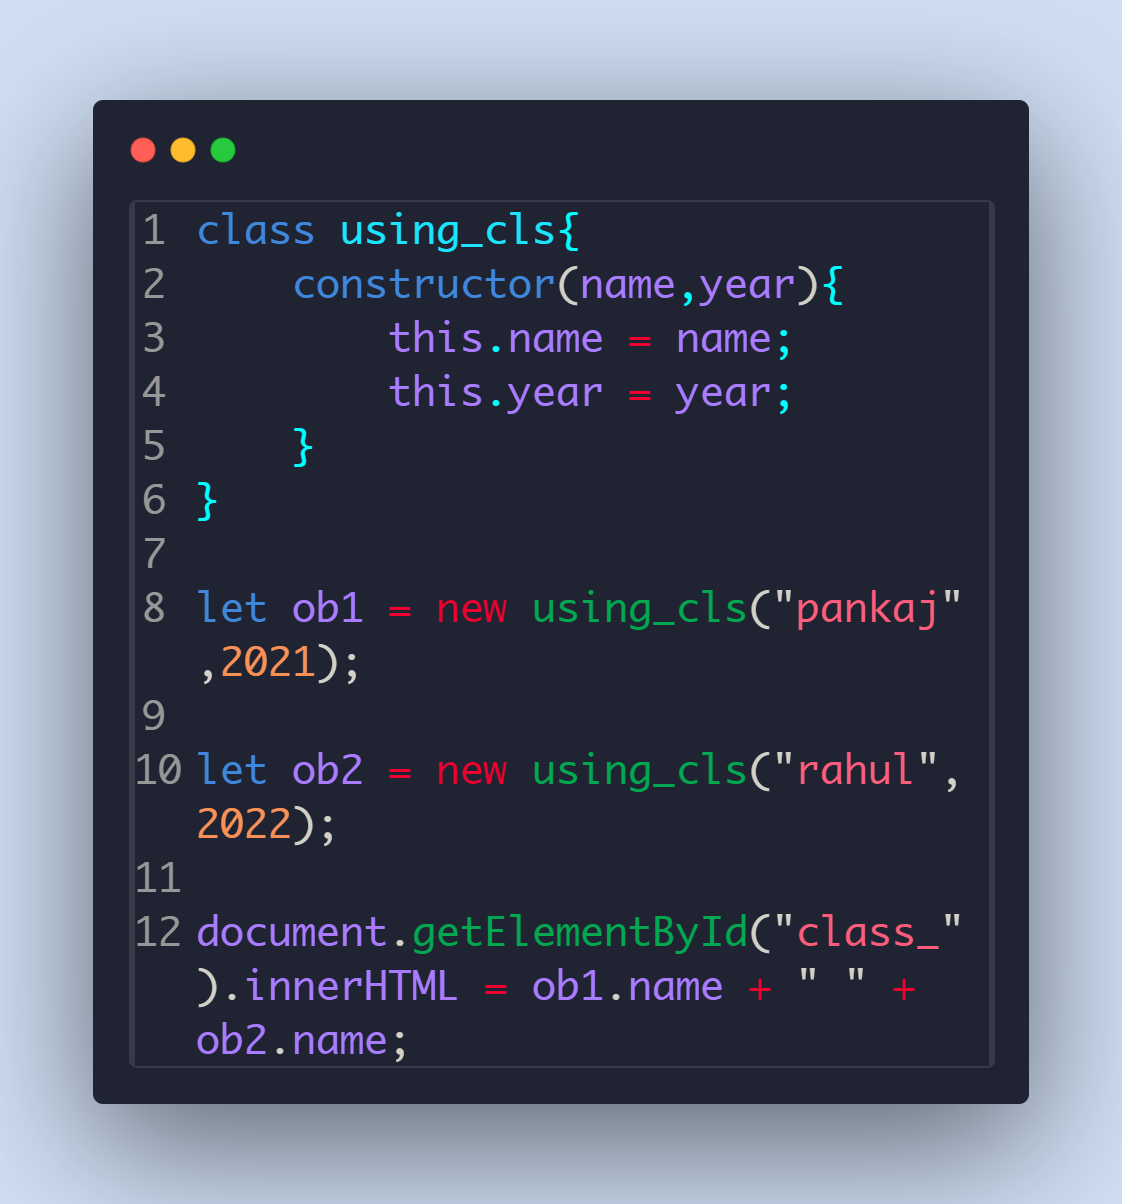 1 class using_cls{
2     constructor(name,year){
3         this.name = name;
4         this.year = year;
5     }
6 }
7
8 let ob1 = new using_cls("pankaj"
,2021);
9
10 let ob2 = new using_cls("rahul",
2022);
11
12 document.getElementById("class_"
).innerHTML = ob1.name + " " +
ob2.name;